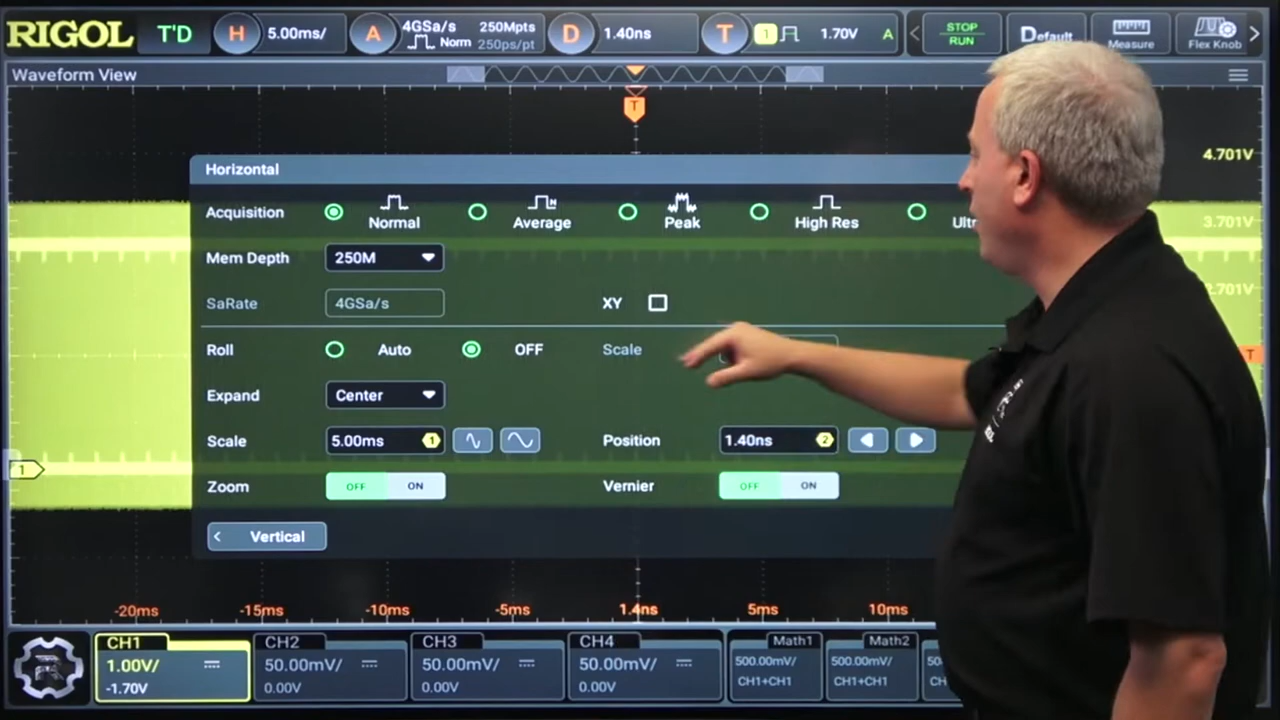 RIGOL T'D H 5.00ms/ A 4GSa/s 250Mpts D 1.40ns T 1 1.70V A STOP RUN Default Measure Flex Knob
Norm 250ps/pt
Waveform View
T
4.701V
Horizontal
Acquisition Normal Average Peak High Res
3.701V
Mem Depth 250M
2.701V
SaRate 4GSa/s XY
Roll Auto OFF Scale
T
Expand Center
Scale 5.00ms 1 Position 1.40ns 2
1
Zoom OFF ON Vernier OFF ON
< Vertical
-20ms -15ms -10ms -5ms 1.4ns 5ms 10ms
CH1 CH2 CH3 CH4 Math1 Math2
1.00V/ 50.00mV/ 50.00mV/ 50.00mV/ 500.00mV/ 500.00mV/
-1.70V 0.00V 0.00V 0.00V CH1+CH1 CH1+CH1